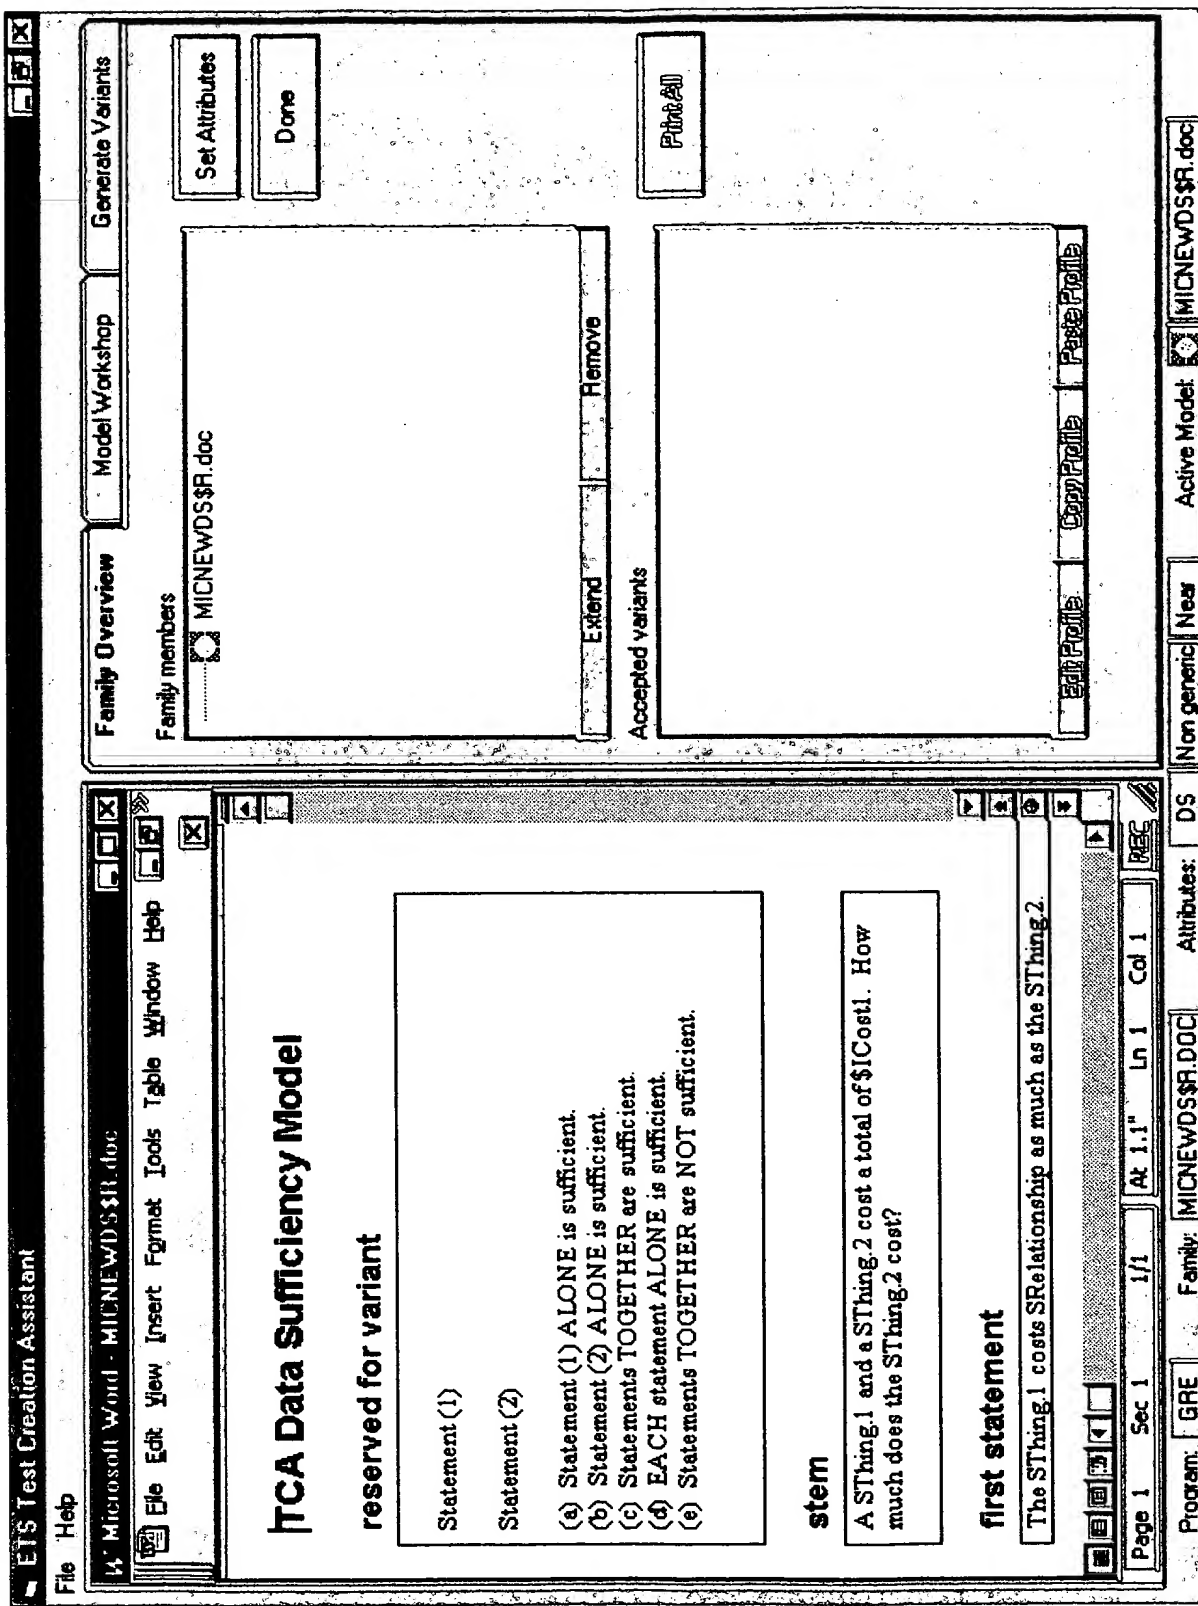 ETS Test Creation Assistant
File Help
Microsoft Word - MICNEWDS$R.doc
File Edit View Insert Format Tools Table Window Help
TCA Data Sufficiency Model
reserved for variant
Statement (1)
Statement (2)
(a) Statement (1) ALONE is sufficient.
(b) Statement (2) ALONE is sufficient.
(c) Statements TOGETHER are sufficient.
(d) EACH statement ALONE is sufficient.
(e) Statements TOGETHER are NOT sufficient.
stem
A SThing.1 and a SThing.2 cost a total of $ICost1. How
much does the SThing.2 cost?
first statement
The SThing.1 costs SRelationship as much as the SThing.2.
Page 1 Sec 1 1/1 At 1.1" Ln 1 Col 1 REC
Family Overview Model Workshop Generate Variants
Family members
MICNEWDS$R.doc
Set Attributes
Done
Extend Remove
Accepted variants
Print All
Edit Profile Copy Profile Paste Profile
Program: GRE Family: MICNEWDS$R.DOC Attributes: DS Non generic Near Active Model: MICNEWDS$R.doc